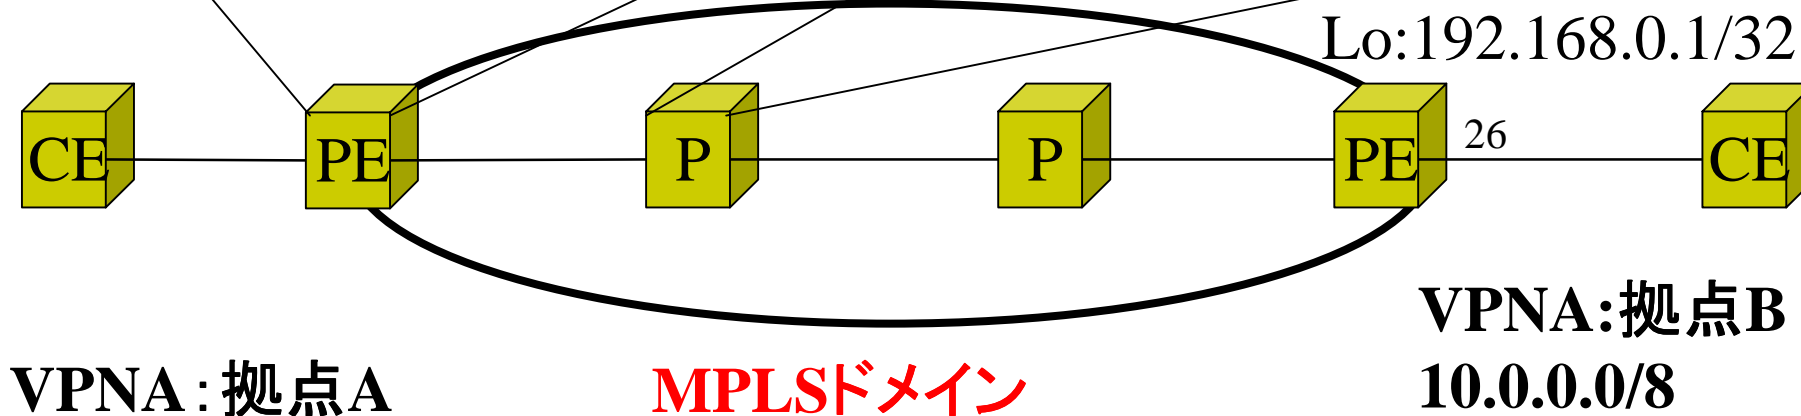 Lo:192.168.0.1/32
CE PE P P PE 26 CE
VPNA:拠点B
VPNA:拠点A MPLSドメイン 10.0.0.0/8